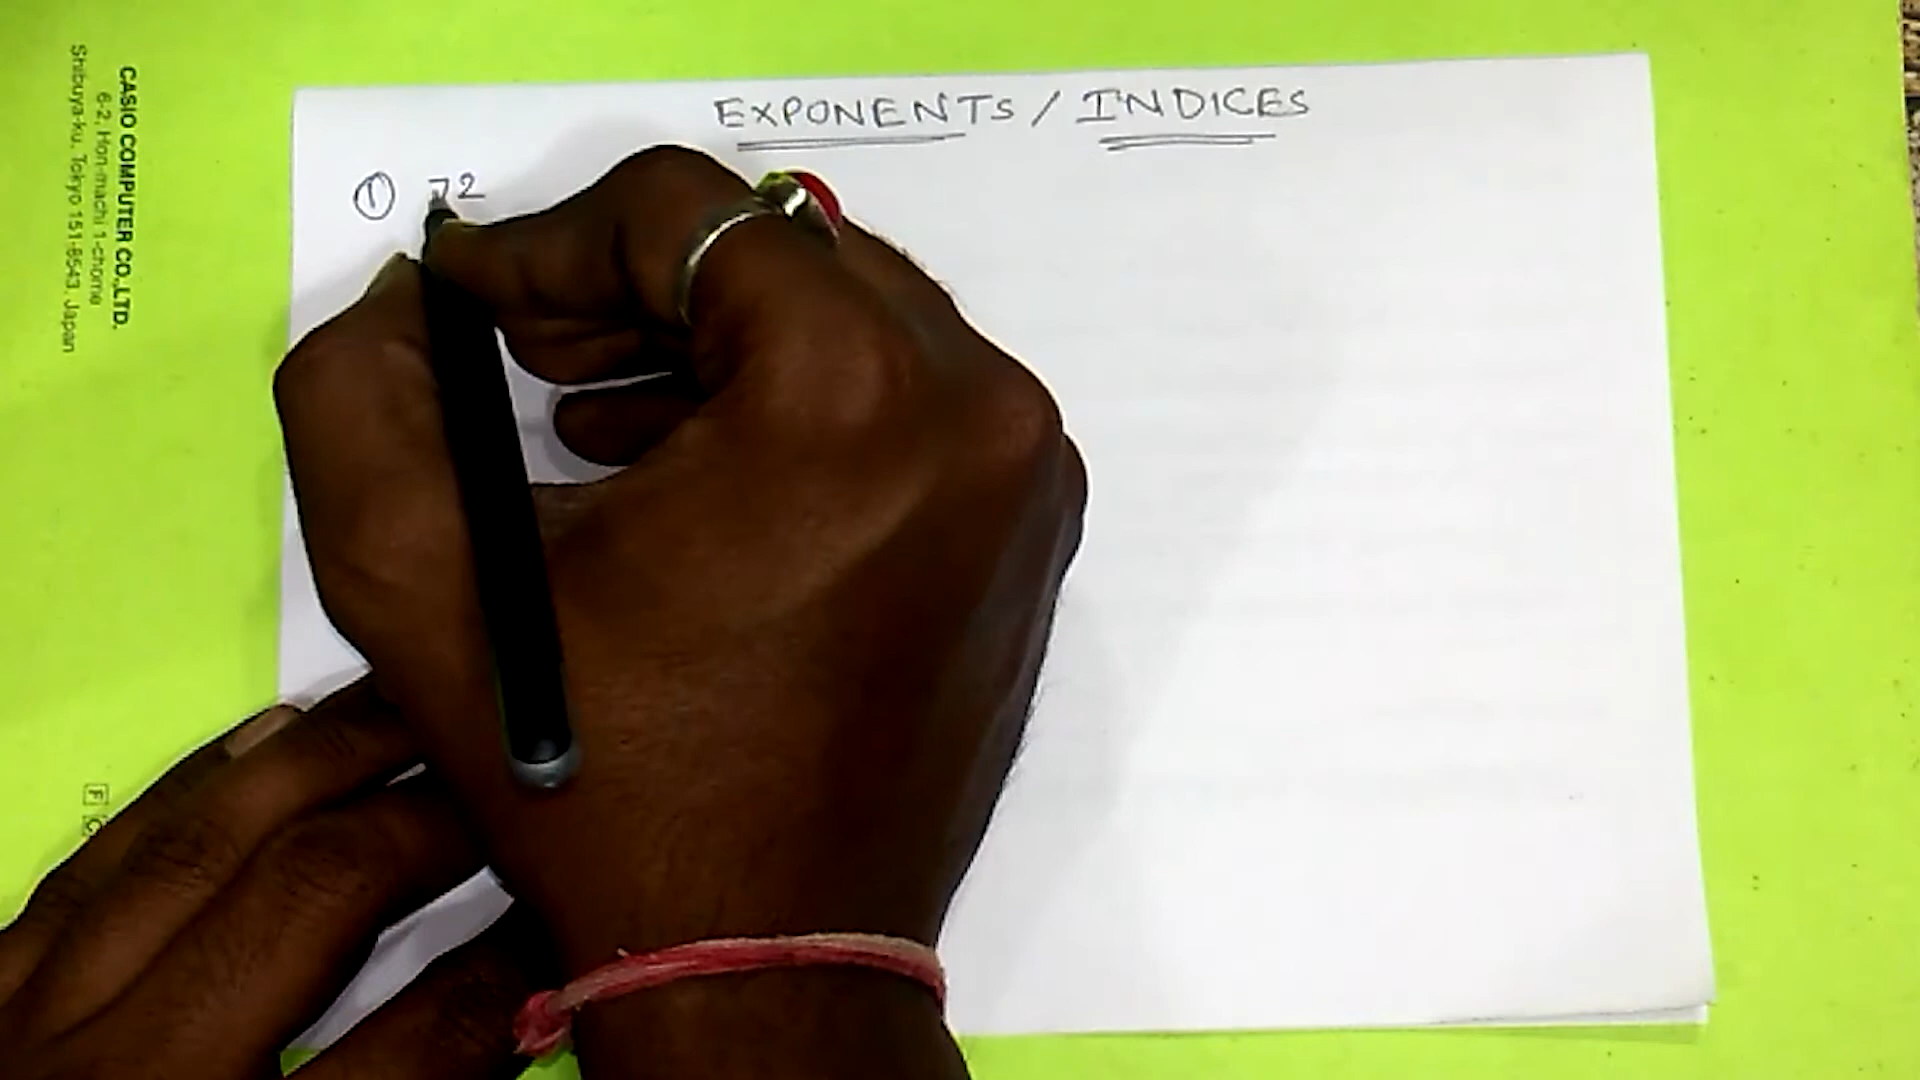 EXPONENTS / INDICES
① 72
CASIO COMPUTER CO.,LTD.
6-2, Hon-machi 1-chome
Shibuya-ku, Tokyo 151-8543, Japan
F C